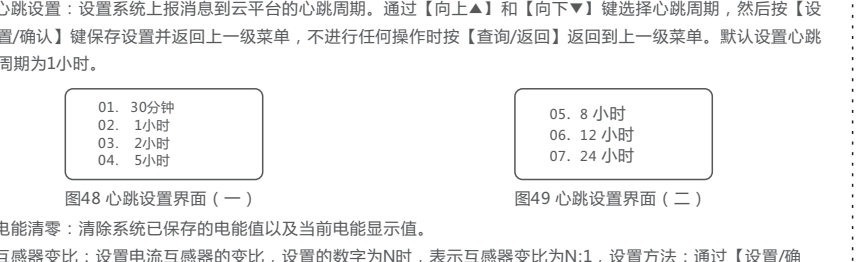 心跳设置：设置系统上报消息到云平台的心跳周期。通过【向上▲】和【向下▼】键选择心跳周期，然后按【设
置/确认】键保存设置并返回上一级菜单，不进行任何操作时按【查询/返回】返回到上一级菜单。默认设置心跳
周期为1小时。
01. 30分钟
02. 1小时
03. 2小时
04. 5小时
05. 8 小时
06. 12 小时
07. 24 小时
图48 心跳设置界面（一）
图49 心跳设置界面（二）
电能清零：清除系统已保存的电能值以及当前电能显示值。
互感器变比：设置电流互感器的变比，设置的数字为N时，表示互感器变比为N:1，设置方法：通过【设置/确